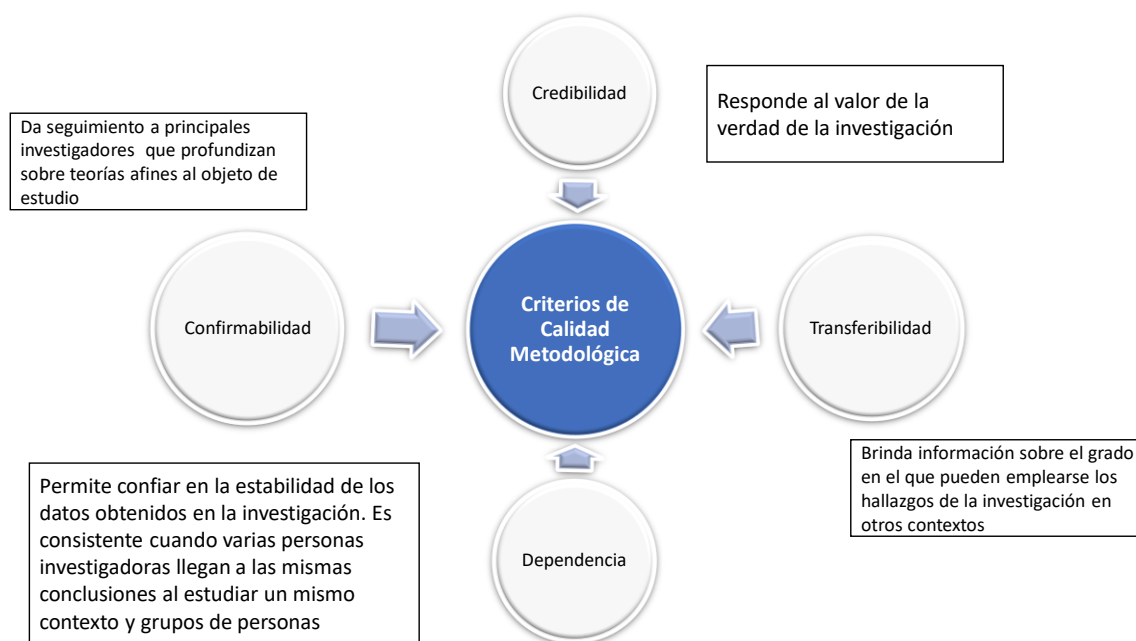 Credibilidad
Responde al valor de la
verdad de la investigación
Da seguimiento a principales
investigadores que profundizan
sobre teorías afines al objeto de
estudio
Confirmabilidad
Criterios de
Calidad
Metodológica
Transferibilidad
Brinda información sobre el grado
en el que pueden emplearse los
hallazgos de la investigación en
otros contextos
Permite confiar en la estabilidad de los
datos obtenidos en la investigación. Es
consistente cuando varias personas
investigadoras llegan a las mismas
conclusiones al estudiar un mismo
contexto y grupos de personas
Dependencia